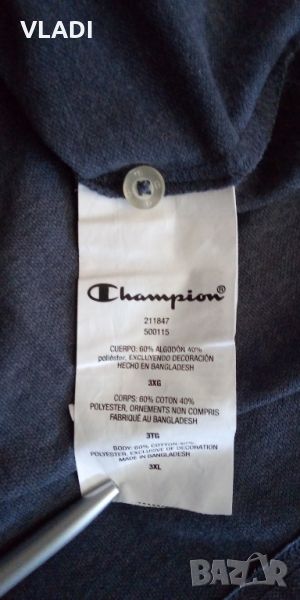 VLADI
Champion®
211847
500115
CUERPO: 60% ALGODÓN 40%
poliéster, EXCLUYENDO DECORACIÓN
HECHO EN BANGLADESH
3XG
CORPS: 60% COTON 40%
POLYESTER, ORNEMENTS NON COMPRIS
FABRIQUÉ AU BANGLADESH
3TG
BODY: 60% COTTON 40%
POLYESTER, EXCLUSIVE OF DECORATION
MADE IN BANGLADESH
3XL
bazar